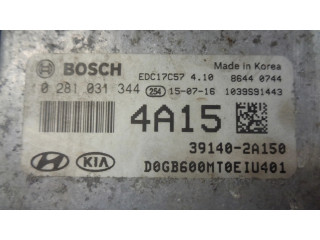 BOSCH
EDC17C57 4.10
Made in Korea
8644 0744
0 281 031 344 254 15-07-16 1039S91443
4A15
KIA
39140-2A150
D0GB600MT0EIU401